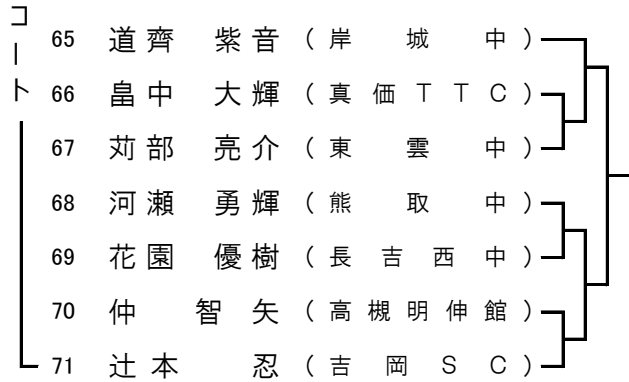 コート
65 道齊 紫音 (岸城中)
66 畠中 大輝 (真価TTC)
67 苅部 亮介 (東雲中)
68 河瀬 勇輝 (熊取中)
69 花園 優樹 (長吉西中)
70 仲 智矢 (高槻明伸館)
71 辻本 忍 (吉岡SC)